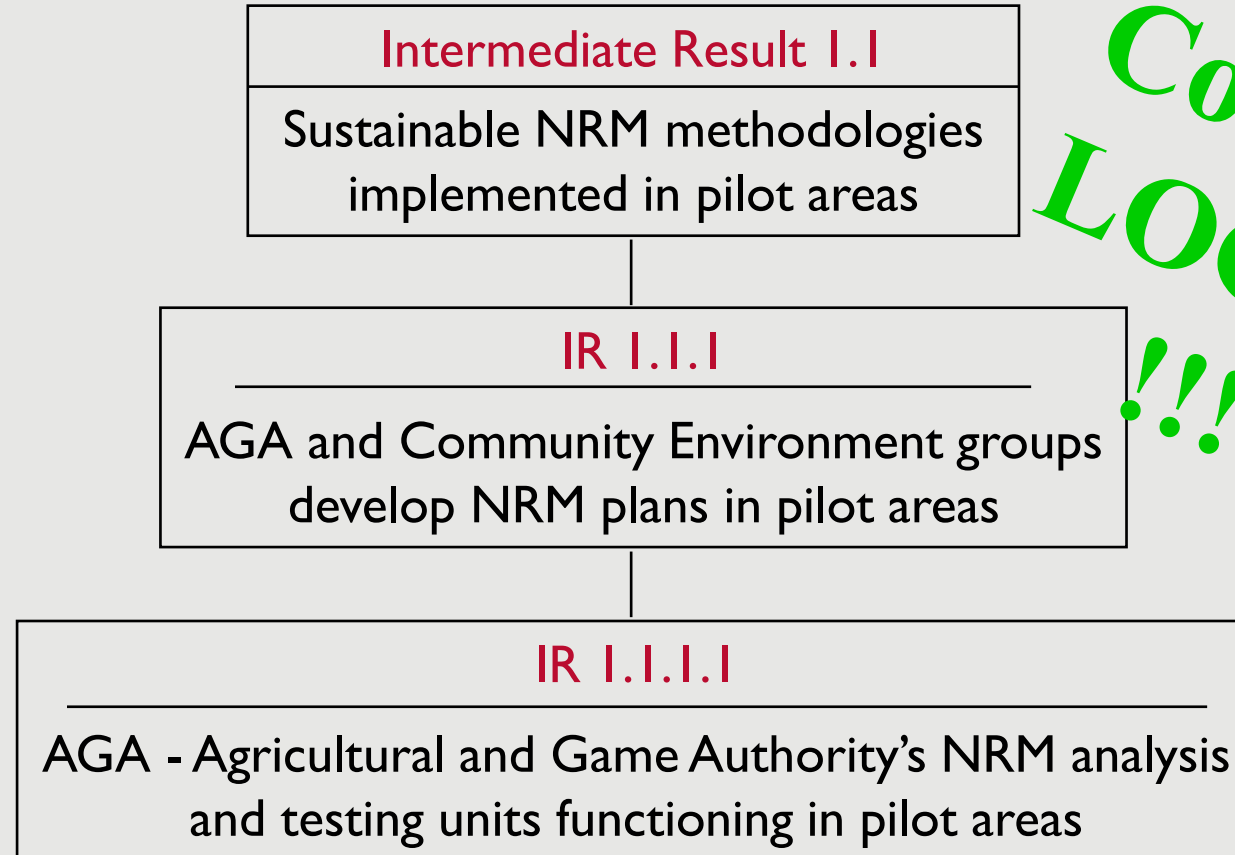 Intermediate Result 1.1
Sustainable NRM methodologies
implemented in pilot areas
IR 1.1.1
AGA and Community Environment groups
develop NRM plans in pilot areas
IR 1.1.1.1
AGA - Agricultural and Game Authority's NRM analysis
and testing units functioning in pilot areas
!!!